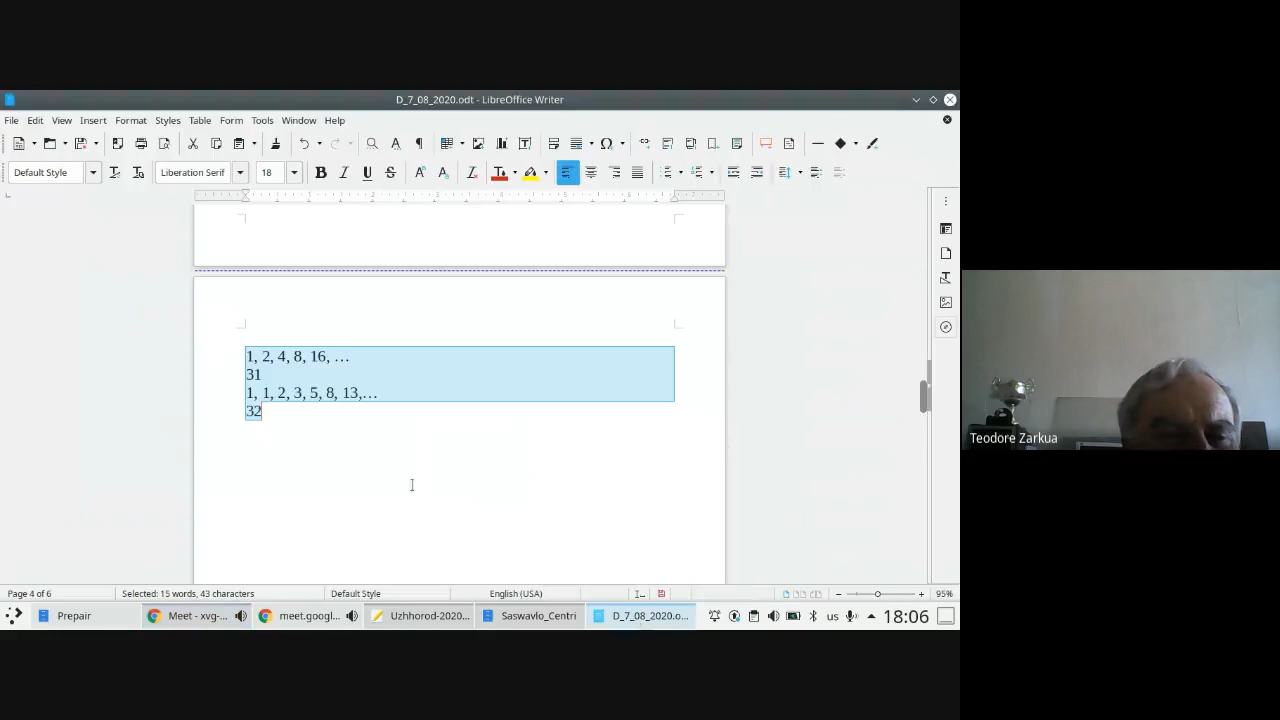 D_7_08_2020.odt - LibreOffice Writer
File Edit View Insert Format Styles Table Form Tools Window Help
Default Style Liberation Serif 18
1, 2, 4, 8, 16, …
31
1, 1, 2, 3, 5, 8, 13,…
32
Teodore Zarkua
Page 4 of 6 Selected: 15 words, 43 characters Default Style English (USA) 95%
Prepair Meet - xvg-... meet.googl... Uzhhorod-2020... Saswavlo_Centri D_7_08_2020.o... us 18:06